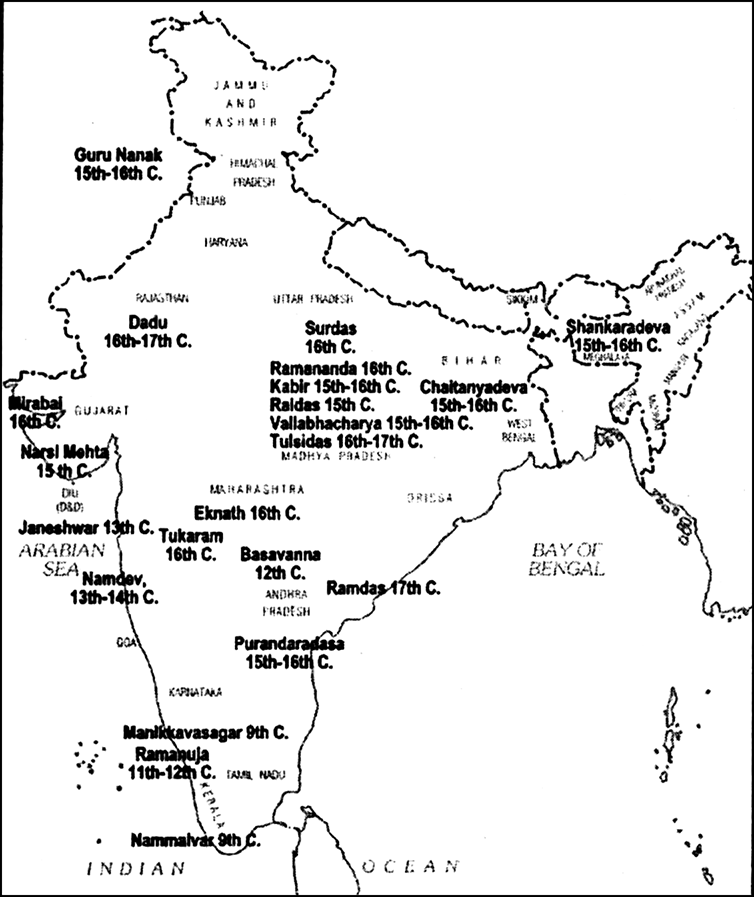 JAMMU
AND
KASHMIR
Guru Nanak
15th-16th C.
HIMACHAL
PRADESH
PUNJAB
HARYANA
RAJASTHAN
UTTAR PRADESH
SIKKIM
ARUNACHAL
PRADESH
ASSAM
NAGALAND
Dadu
16th-17th C.
Surdas
16th C.
Shankaradeva
15th-16th C.
MEGHALAYA
MANIPUR
BIHAR
Ramananda 16th C.
Kabir 15th-16th C.
Raidas 15th C.
Vallabhacharya 15th-16th C.
Tulsidas 16th-17th C.
Chaitanyadeva
15th-16th C.
Mirabai
16th C.
GUJARAT
WEST
BENGAL
Narsi Mehta
15 th C.
MADHYA PRADESH
DIU
(D&D)
MAHARASHTRA
ORISSA
Eknath 16th C.
Janeshwar 13th C.
Tukaram
16th C.
ARABIAN
SEA
Basavanna
12th C.
BAY OF
BENGAL
Namdev,
13th-14th C.
Ramdas 17th C.
ANDHRA
PRADESH
GOA
Purandaradasa
15th-16th C.
KARNATAKA
Manikkavasagar 9th C.
Ramanuja
11th-12th C.
TAMIL NADU
KERALA
Nammalvar 9th C.
INDIAN OCEAN